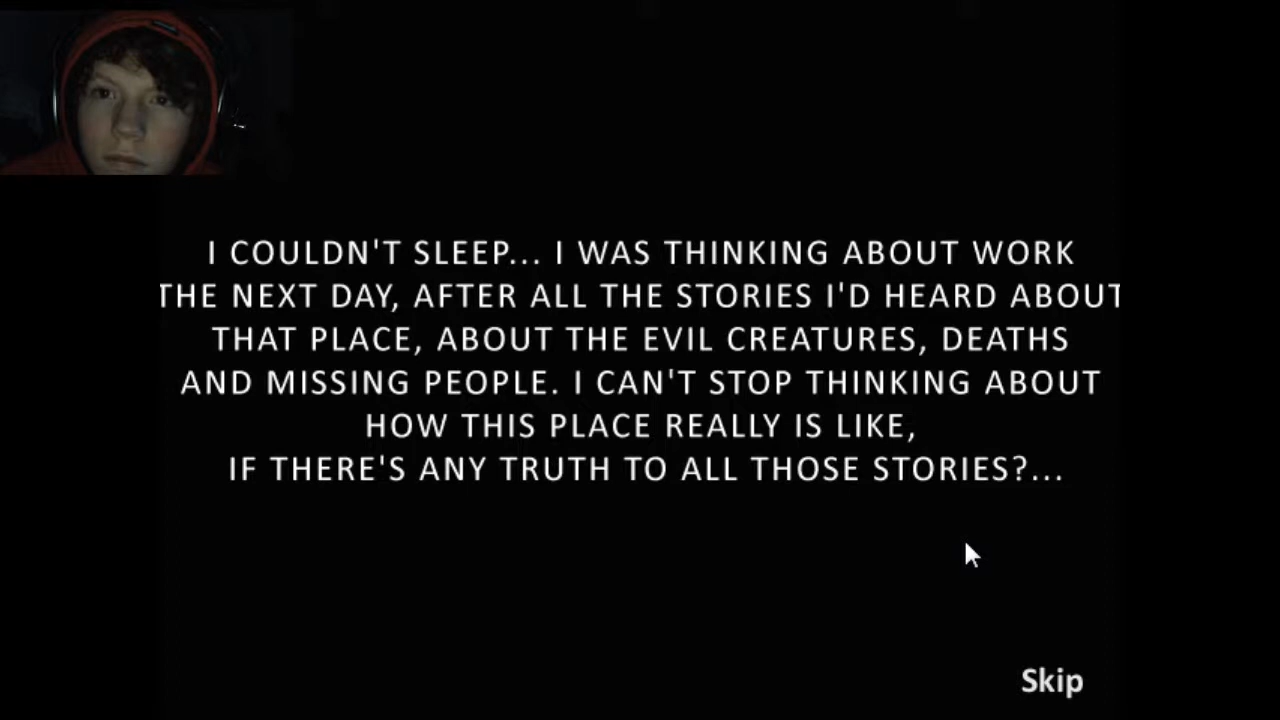 I COULDN'T SLEEP... I WAS THINKING ABOUT WORK
THE NEXT DAY, AFTER ALL THE STORIES I'D HEARD ABOUT
THAT PLACE, ABOUT THE EVIL CREATURES, DEATHS
AND MISSING PEOPLE. I CAN'T STOP THINKING ABOUT
HOW THIS PLACE REALLY IS LIKE,
IF THERE'S ANY TRUTH TO ALL THOSE STORIES?...
Skip